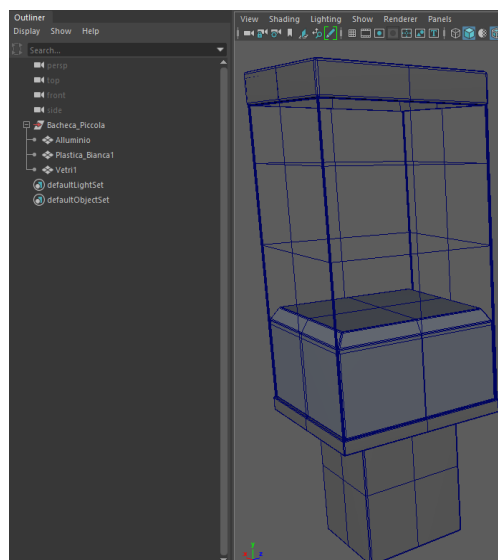 Outliner
Display Show Help
Search...
persp
top
front
side
Bacheca_Piccola
Alluminio
Plastica_Bianca1
Vetri1
defaultLightSet
defaultObjectSet
View Shading Lighting Show Renderer Panels
y
x
z